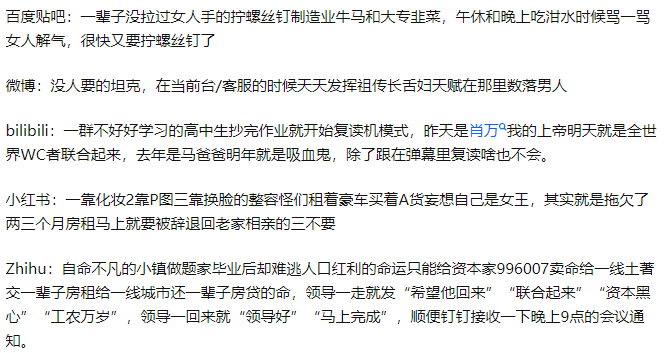 百度贴吧：一辈子没拉过女人手的拧螺丝钉制造业牛马和大专韭菜，午休和晚上吃泔水时候骂一骂
女人解气，很快又要拧螺丝钉了
微博：没人要的坦克，在当前台/客服的时候天天发挥祖传长舌妇天赋在那里数落男人
bilibili：一群不好好学习的高中生抄完作业就开始复读机模式，昨天是肖万我的上帝明天就是全世
界WC者联合起来，去年是马爸爸明年就是吸血鬼，除了跟在弹幕里复读啥也不会。
小红书：一靠化妆2靠P图三靠换脸的整容怪们租着豪车买着A货妄想自己是女王，其实就是拖欠了
两三个月房租马上就要被辞退回老家相亲的三不要
Zhihu：自命不凡的小镇做题家毕业后却难逃人口红利的命运只能给资本家996007卖命给一线土著
交一辈子房租给一线城市还一辈子房贷的命，领导一走就发“希望他回来”“联合起来”“资本黑
心”“工农万岁”，领导一回来就“领导好”“马上完成”，顺便钉钉接收一下晚上9点的会议通
知。